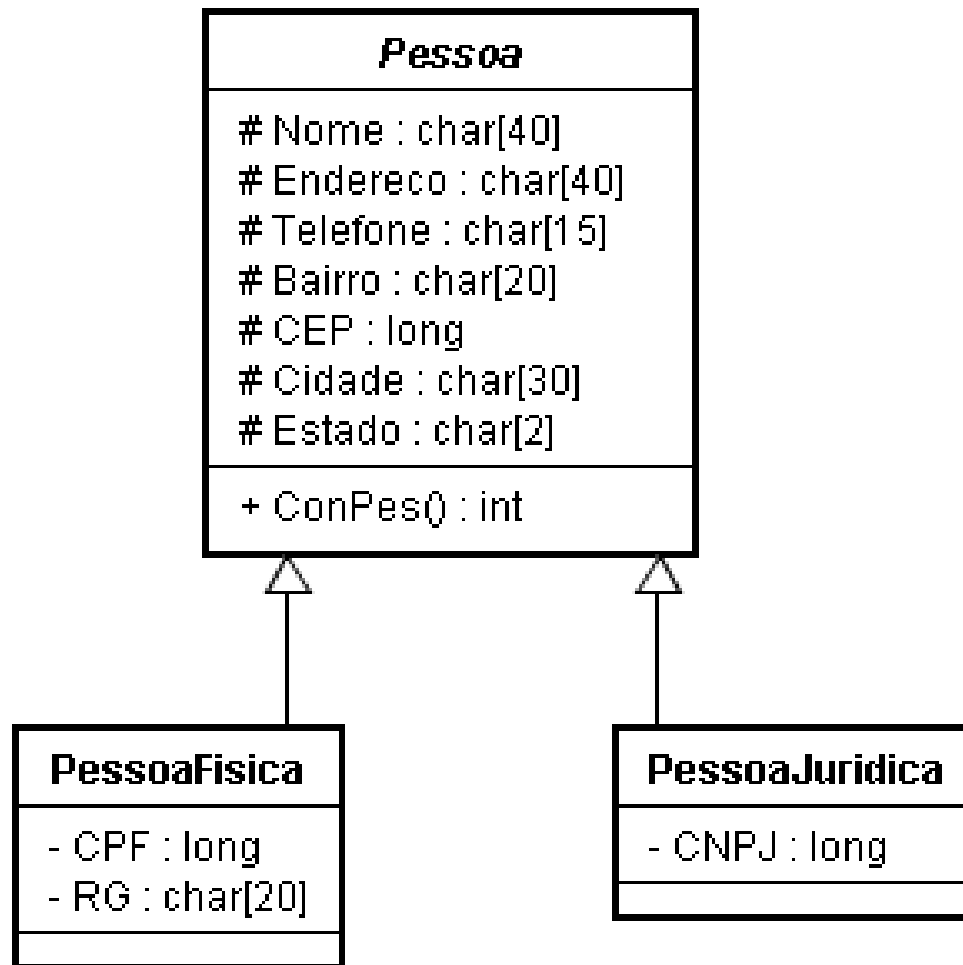 Pessoa
# Nome : char[40]
# Endereco : char[40]
# Telefone : char[15]
# Bairro : char[20]
# CEP : long
# Cidade : char[30]
# Estado : char[2]
+ ConPes() : int
PessoaFisica
- CPF : long
- RG : char[20]
PessoaJuridica
- CNPJ : long